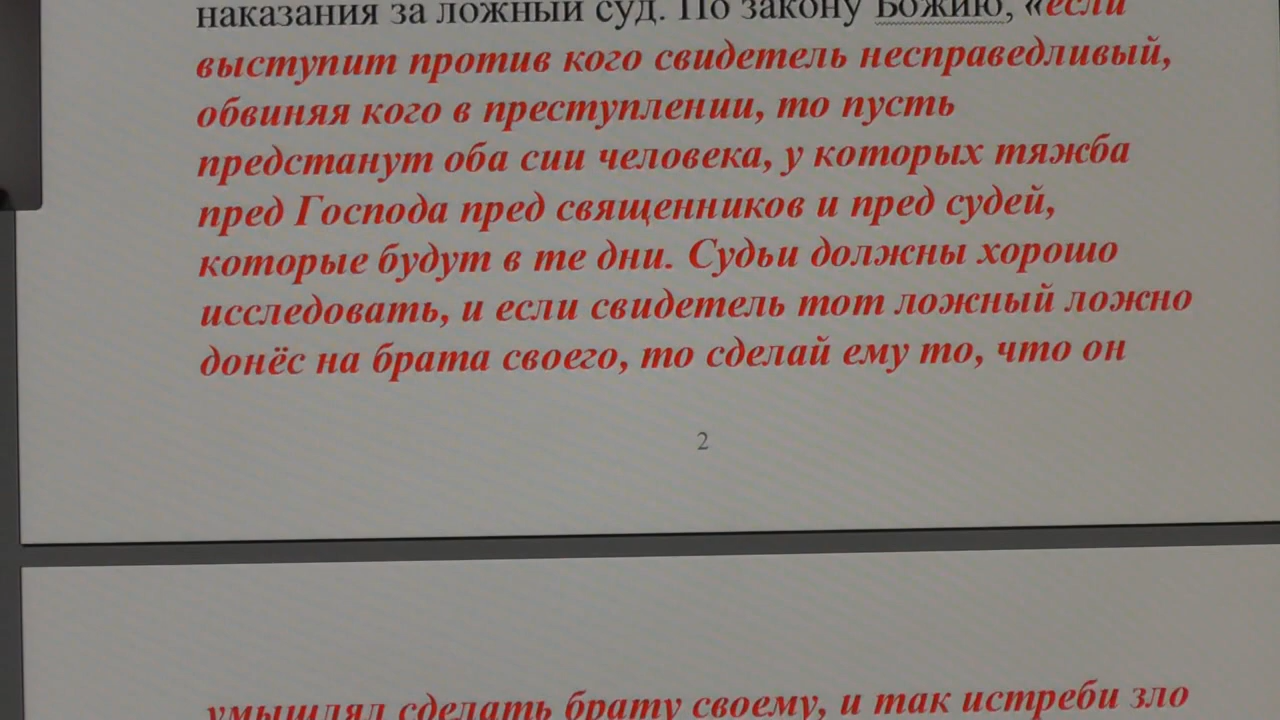 наказания за ложный суд. По закону Божию, «если
выступит против кого свидетель несправедливый,
обвиняя кого в преступлении, то пусть
предстанут оба сии человека, у которых тяжба
пред Господа пред священников и пред судей,
которые будут в те дни. Судьи должны хорошо
исследовать, и если свидетель тот ложный ложно
донёс на брата своего, то сделай ему то, что он
2
умышлял сделать брату своему, и так истреби зло